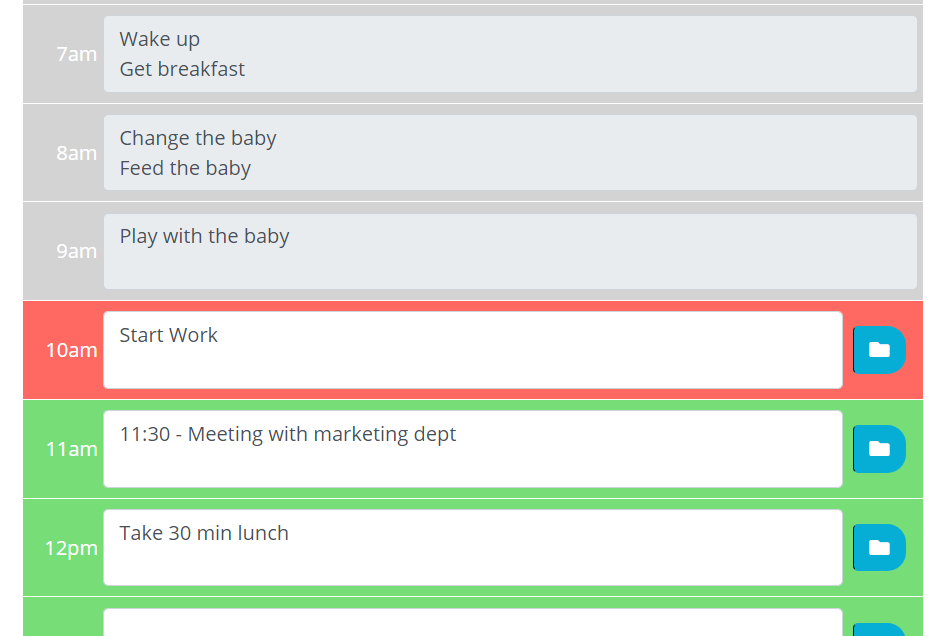 7am
Wake up
Get breakfast
8am
Change the baby
Feed the baby
9am
Play with the baby
10am
Start Work
11am
11:30 - Meeting with marketing dept
12pm
Take 30 min lunch